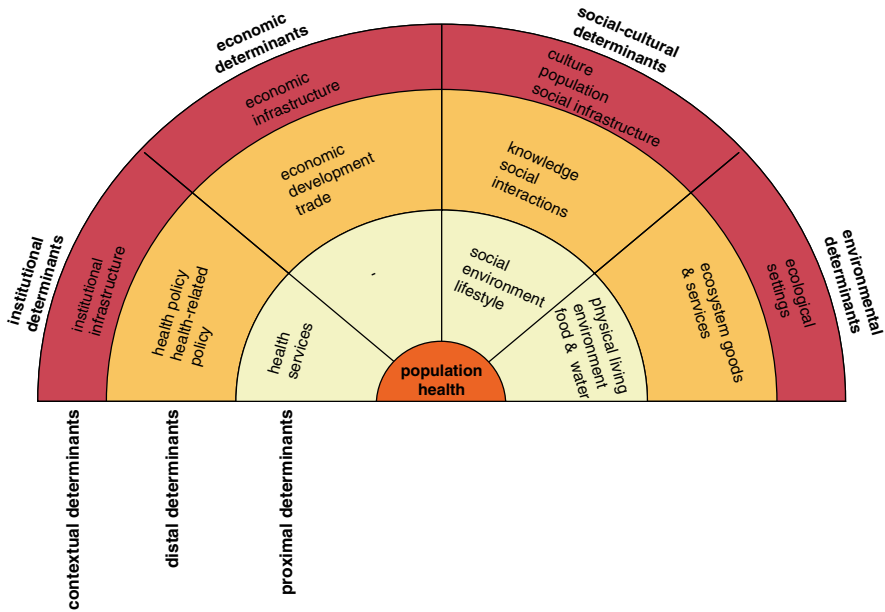 economic
determinants
social-cultural
determinants
institutional
determinants
environmental
determinants
economic
infrastructure
culture
population
social infrastructure
institutional
infrastructure
ecological
settings
economic
development
trade
knowledge
social
interactions
health policy
health-related
policy
ecosystem goods
& services
-
social
environment
lifestyle
health
services
physical living
environment
food & water
population
health
contextual determinants
distal determinants
proximal determinants